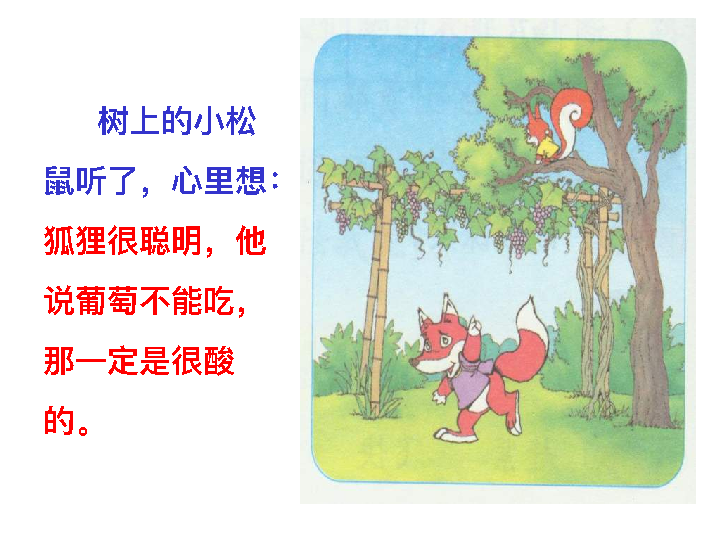 树上的小松
鼠听了，心里想：
狐狸很聪明，他
说葡萄不能吃，
那一定是很酸
的。